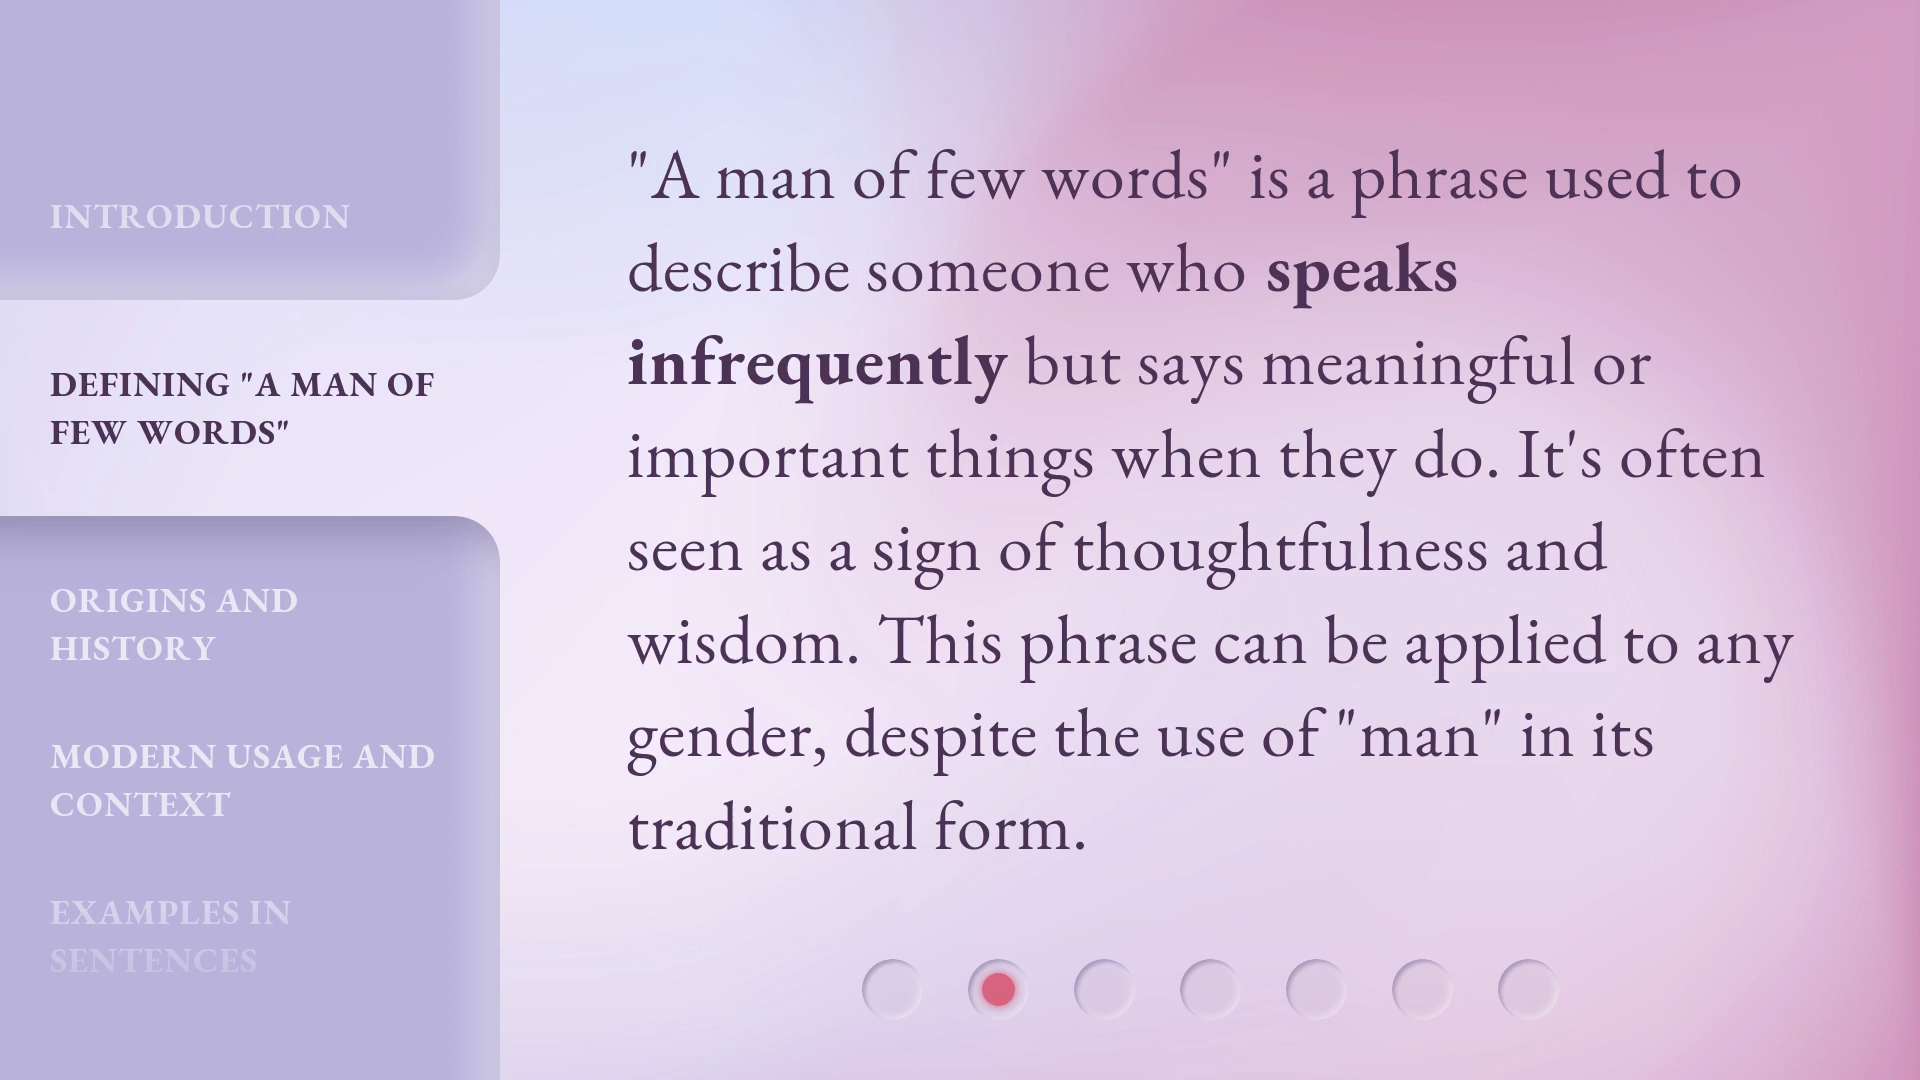 INTRODUCTION
DEFINING "A MAN OF
FEW WORDS"
ORIGINS AND
HISTORY
MODERN USAGE AND
CONTEXT
EXAMPLES IN
SENTENCES
"A man of few words" is a phrase used to
describe someone who speaks
infrequently but says meaningful or
important things when they do. It's often
seen as a sign of thoughtfulness and
wisdom. This phrase can be applied to any
gender, despite the use of "man" in its
traditional form.